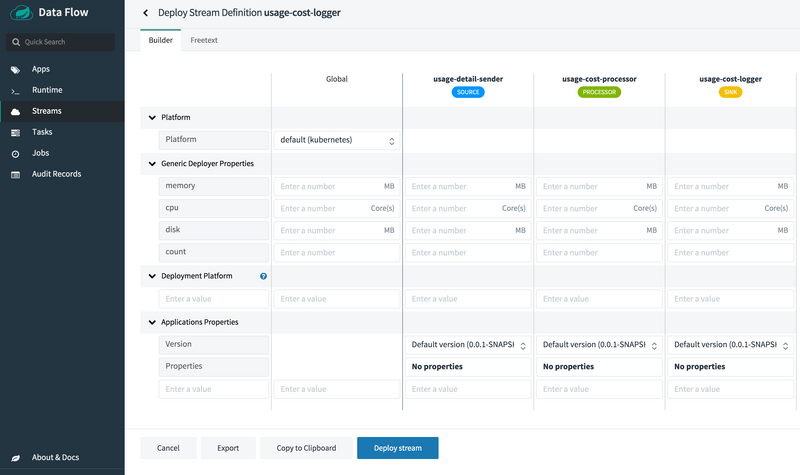 Data Flow
Quick Search
Apps
Runtime
Streams
Tasks
Jobs
Audit Records
About & Docs
Deploy Stream Definition usage-cost-logger
Builder Freetext
Global usage-detail-sender usage-cost-processor usage-cost-logger
SOURCE PROCESSOR SINK
Platform
Platform default (kubernetes)
Generic Deployer Properties
memory Enter a number MB Enter a number MB Enter a number MB Enter a number MB
cpu Enter a number Core(s) Enter a number Core(s) Enter a number Core(s) Enter a number Core(s)
disk Enter a number MB Enter a number MB Enter a number MB Enter a number MB
count Enter a number Enter a number Enter a number Enter a number
Deployment Platform ?
Enter a value Enter a value Enter a value Enter a value Enter a value
Applications Properties
Version Default version (0.0.1-SNAPSH Default version (0.0.1-SNAPSH Default version (0.0.1-SNAPSH
Properties No properties No properties No properties
Enter a value Enter a value Enter a value Enter a value Enter a value
Cancel Export Copy to Clipboard Deploy stream